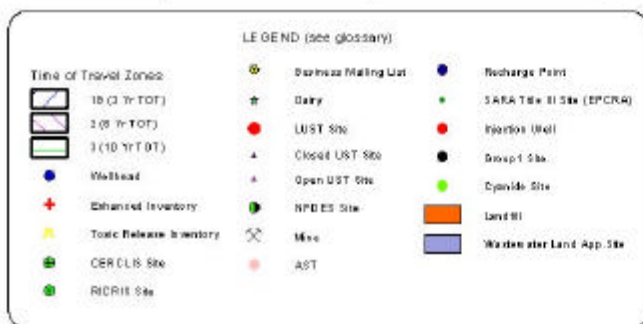 LEGEND (see glossary)
Time of Travel Zones
1B (3 Yr TOT)
2 (6 Yr TOT)
3 (10 Yr TOT)
Wellhead
Enhanced Inventory
Toxic Release Inventory
CERCLIS Site
RICRIS Site
Business Mailing List
Dairy
LUST Site
Closed UST Site
Open UST Site
NPDES Site
Mine
AST
Recharge Point
SARA Title III Site (EPCRA)
Injection Well
Group 1 Site
Cyanide Site
Landfill
Wastewater Land App. Site